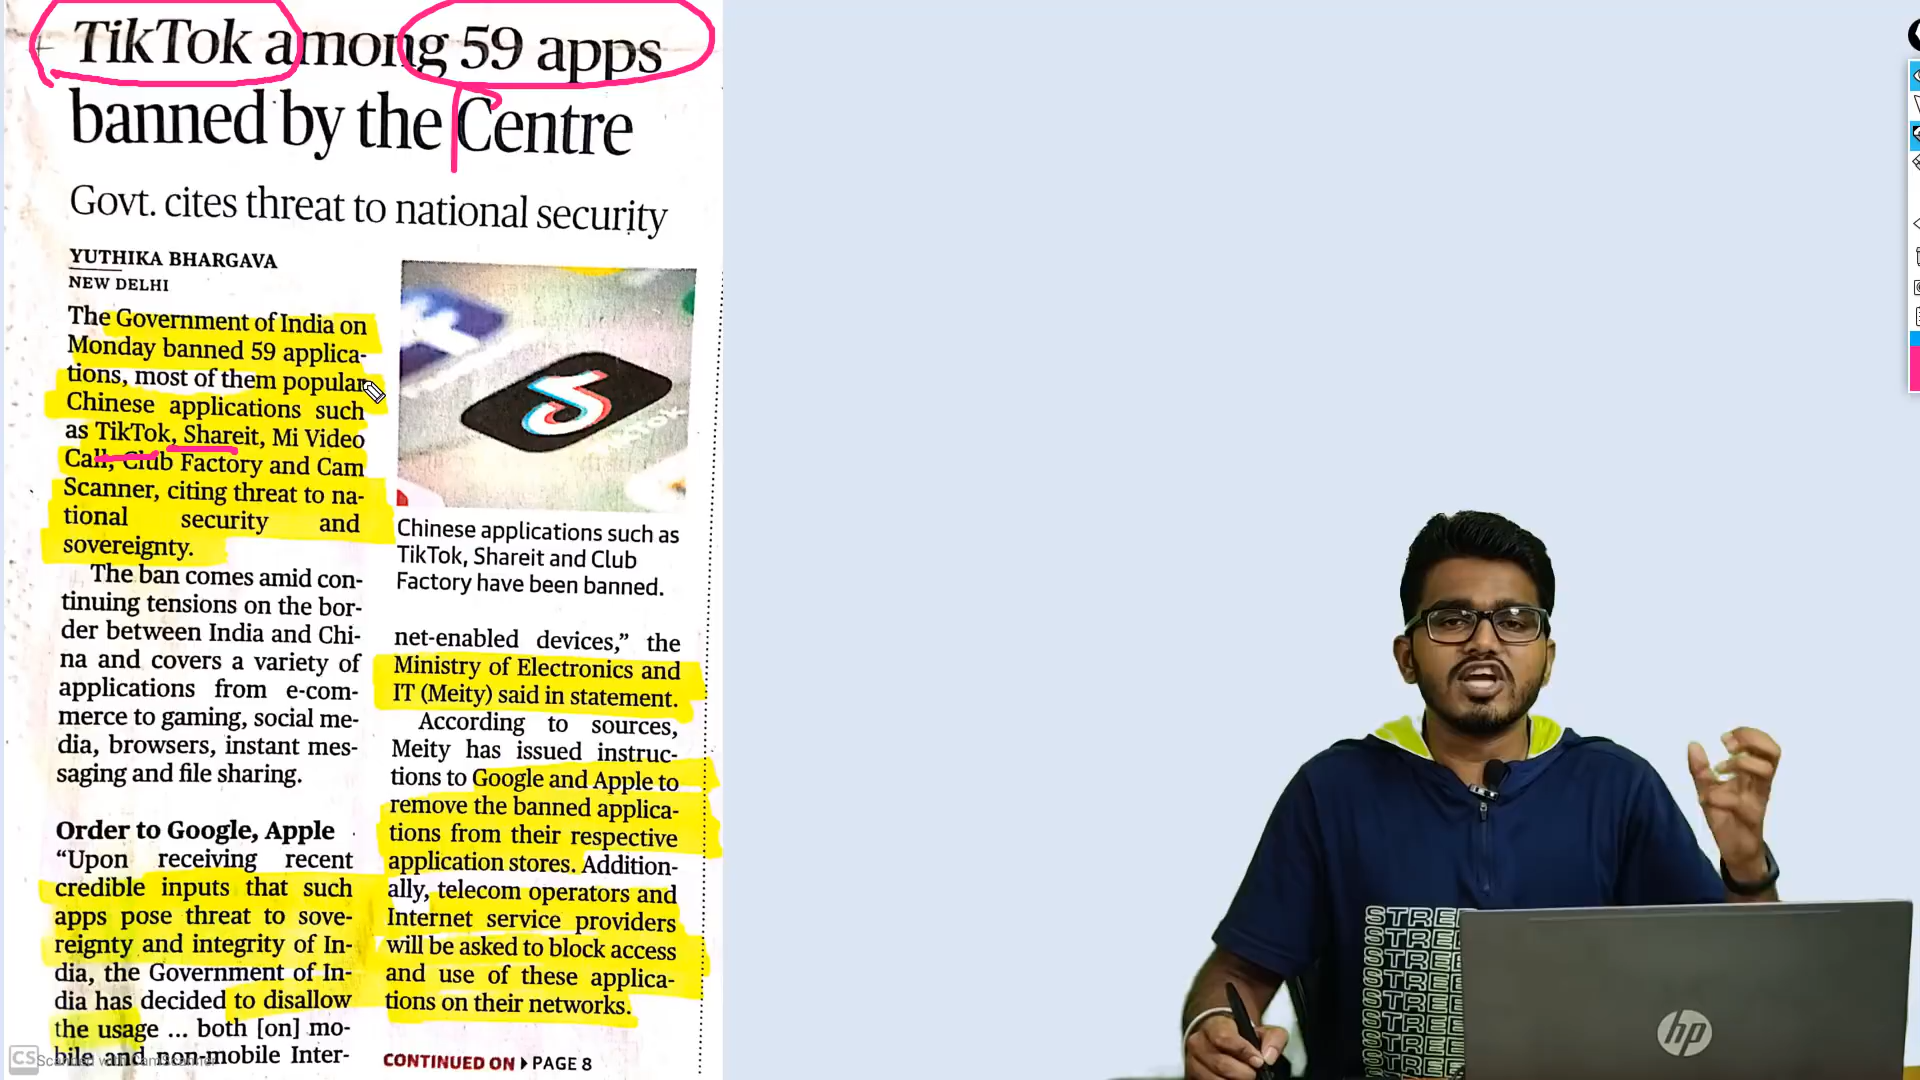 TikTok among 59 apps
banned by the Centre
Govt. cites threat to national security
YUTHIKA BHARGAVA
NEW DELHI
The Government of India on
Monday banned 59 applica-
tions, most of them popular
Chinese applications such
as TikTok, Shareit, Mi Video
Call, Club Factory and Cam
Scanner, citing threat to na-
tional security and
sovereignty.
The ban comes amid con-
tinuing tensions on the bor-
der between India and Chi-
na and covers a variety of
applications from e-com-
merce to gaming, social me-
dia, browsers, instant mes-
saging and file sharing.
Order to Google, Apple
“Upon receiving recent
credible inputs that such
apps pose threat to sove-
reignty and integrity of In-
dia, the Government of In-
dia has decided to disallow
the usage ... both [on] mo-
bile and non-mobile Inter-
CS Scanned with CamScanner
Chinese applications such as
TikTok, Shareit and Club
Factory have been banned.
net-enabled devices,” the
Ministry of Electronics and
IT (Meity) said in statement.
According to sources,
Meity has issued instruc-
tions to Google and Apple to
remove the banned applica-
tions from their respective
application stores. Addition-
ally, telecom operators and
Internet service providers
will be asked to block access
and use of these applica-
tions on their networks.
CONTINUED ON PAGE 8
hp